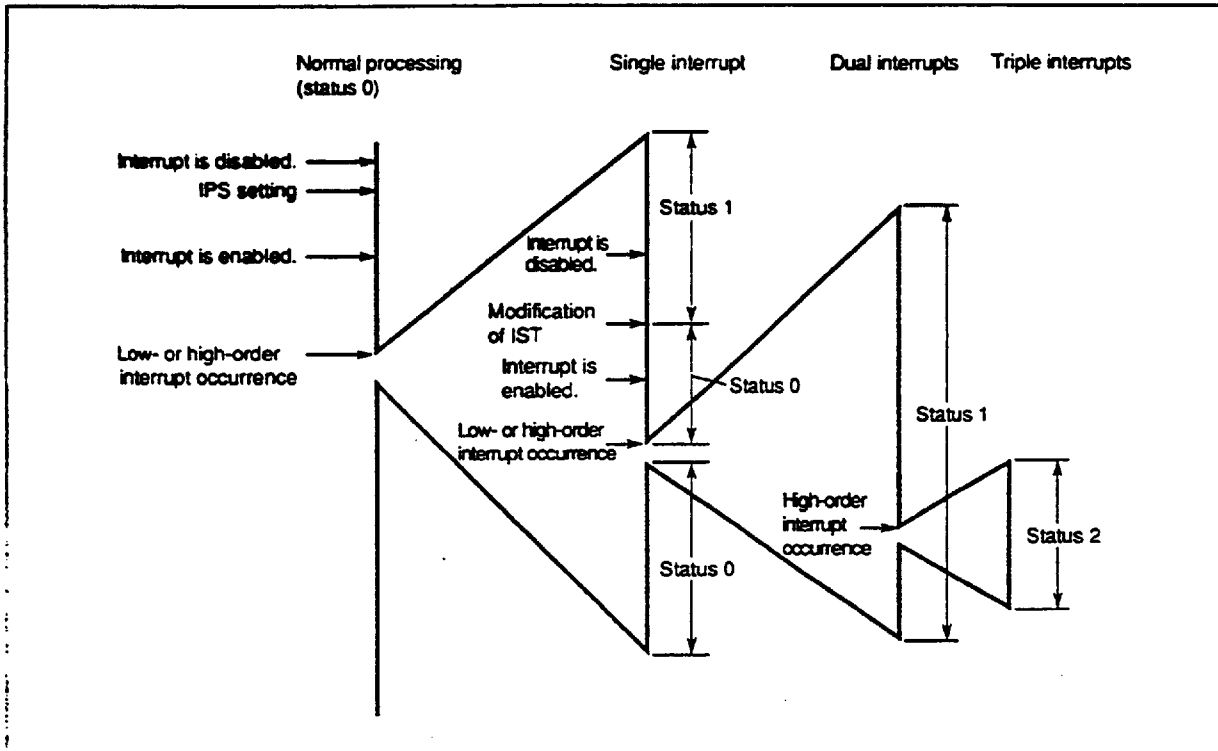 Normal processing
(status 0)
Single interrupt
Dual interrupts
Triple interrupts
Interrupt is disabled.
IPS setting
Interrupt is enabled.
Low- or high-order
interrupt occurrence
Status 1
Interrupt is
disabled.
Modification
of IST
Interrupt is
enabled.
Status 0
Low- or high-order
interrupt occurrence
Status 0
Status 1
High-order
interrupt
occurrence
Status 2